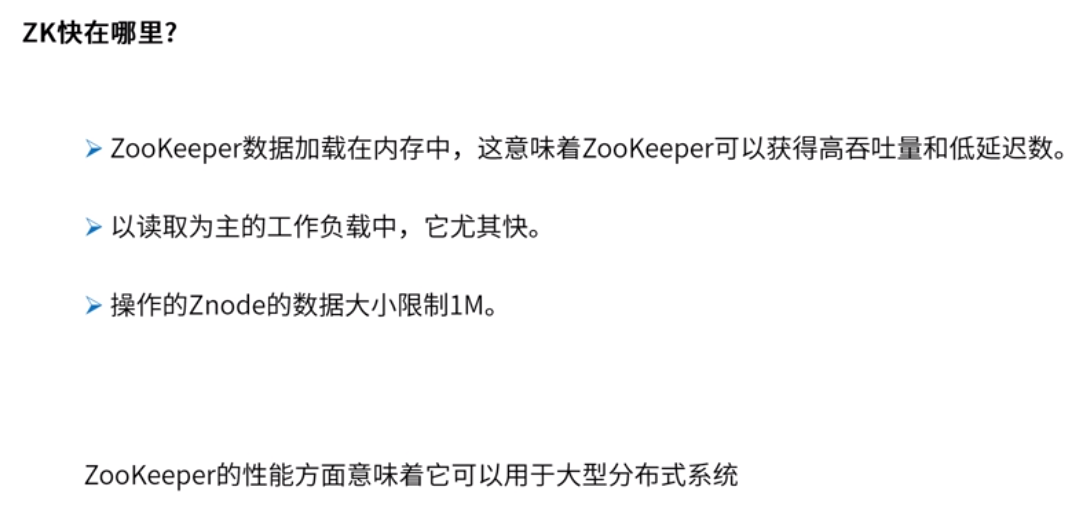 ZK快在哪里?
➢ ZooKeeper数据加载在内存中，这意味着ZooKeeper可以获得高吞吐量和低延迟数。
➢ 以读取为主的工作负载中，它尤其快。
➢ 操作的Znode的数据大小限制1M。
ZooKeeper的性能方面意味着它可以用于大型分布式系统